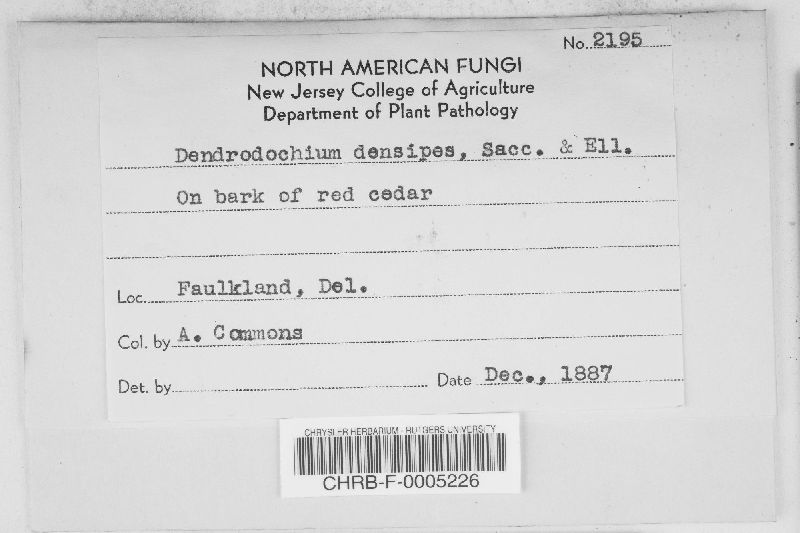 No. 2195
NORTH AMERICAN FUNGI
New Jersey College of Agriculture
Department of Plant Pathology
Dendrodochium densipes, Sacc. & Ell.
On bark of red cedar
Loc. Faulkland, Del.
Col. by A. Commons
Det. by
Date Dec., 1887
CHRYSLER HERBARIUM - RUTGERS UNIVERSITY
CHRB-F-0005226